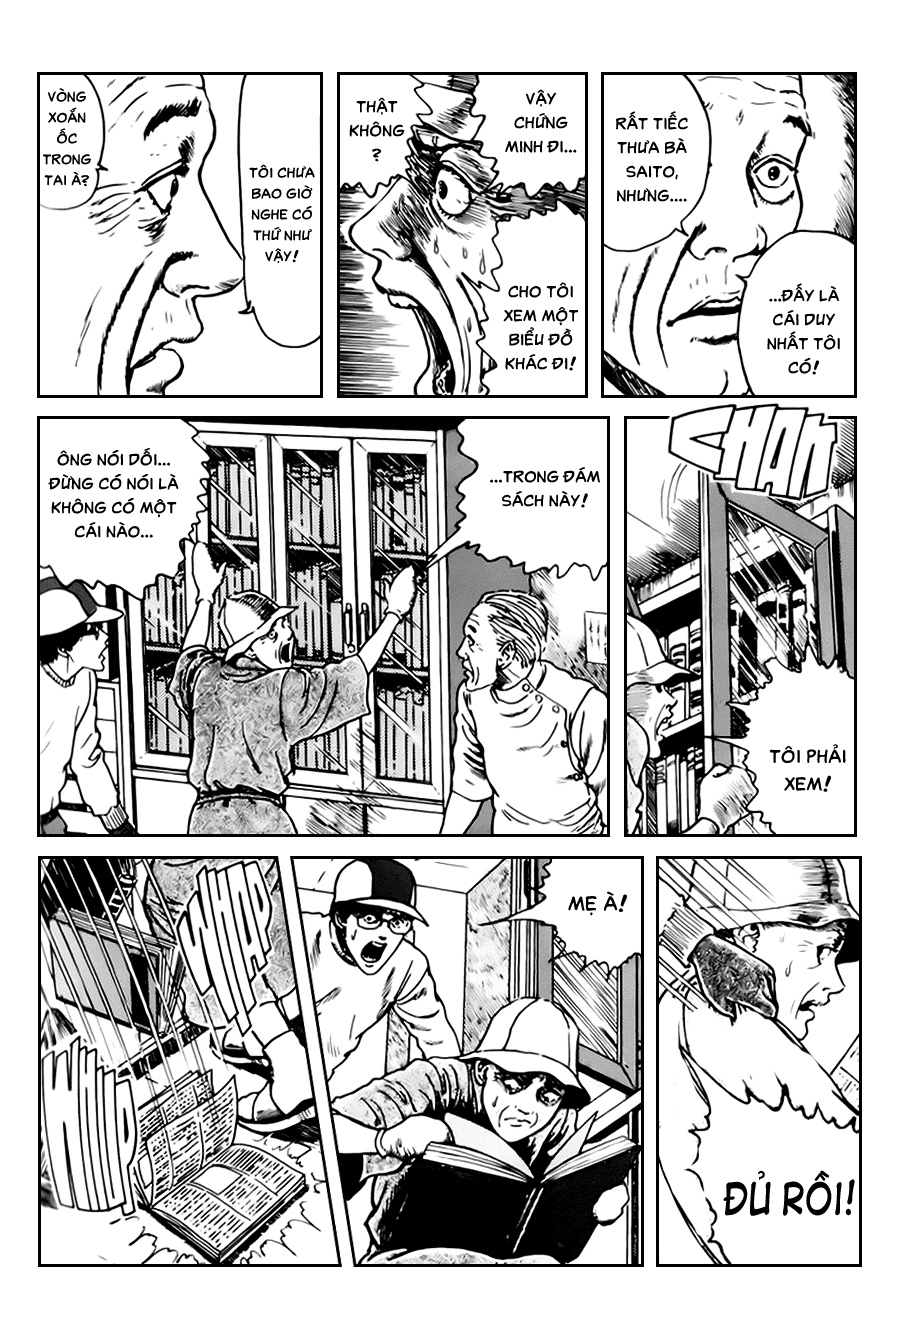 VÒNG
XOẮN
ỐC
TRONG
TAI À?
TÔI CHƯA
BAO GIỜ
NGHE CÓ
THỨ NHƯ
VẬY!
THẬT
KHÔNG
?
VẬY
CHỨNG
MINH ĐI...
CHO TÔI
XEM MỘT
BIỂU ĐỒ
KHÁC ĐI!
RẤT TIẾC
THƯA BÀ
SAITO,
NHƯNG....
...ĐẤY LÀ
CÁI DUY
NHẤT TÔI
CÓ!
ÔNG NÓI DỐI...
ĐỪNG CÓ NÓI LÀ
KHÔNG CÓ MỘT
CÁI NÀO...
...TRONG ĐÁM
SÁCH NÀY!
CHAN
TÔI PHẢI
XEM!
WAP
WAP
MẸ À!
ĐỦ RỒI!